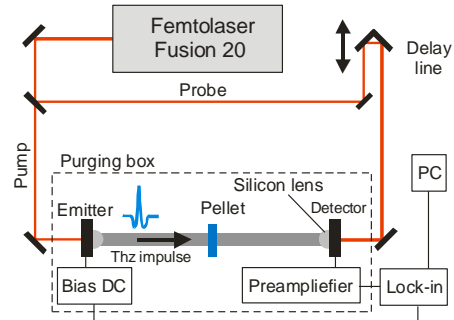 Femtolaser
Fusion 20
Delay
line
Probe
Pump
Purging box
PC
Silicon lens
Emitter
Pellet
Detector
Thz impulse
Bias DC
Preampliefier
Lock-in